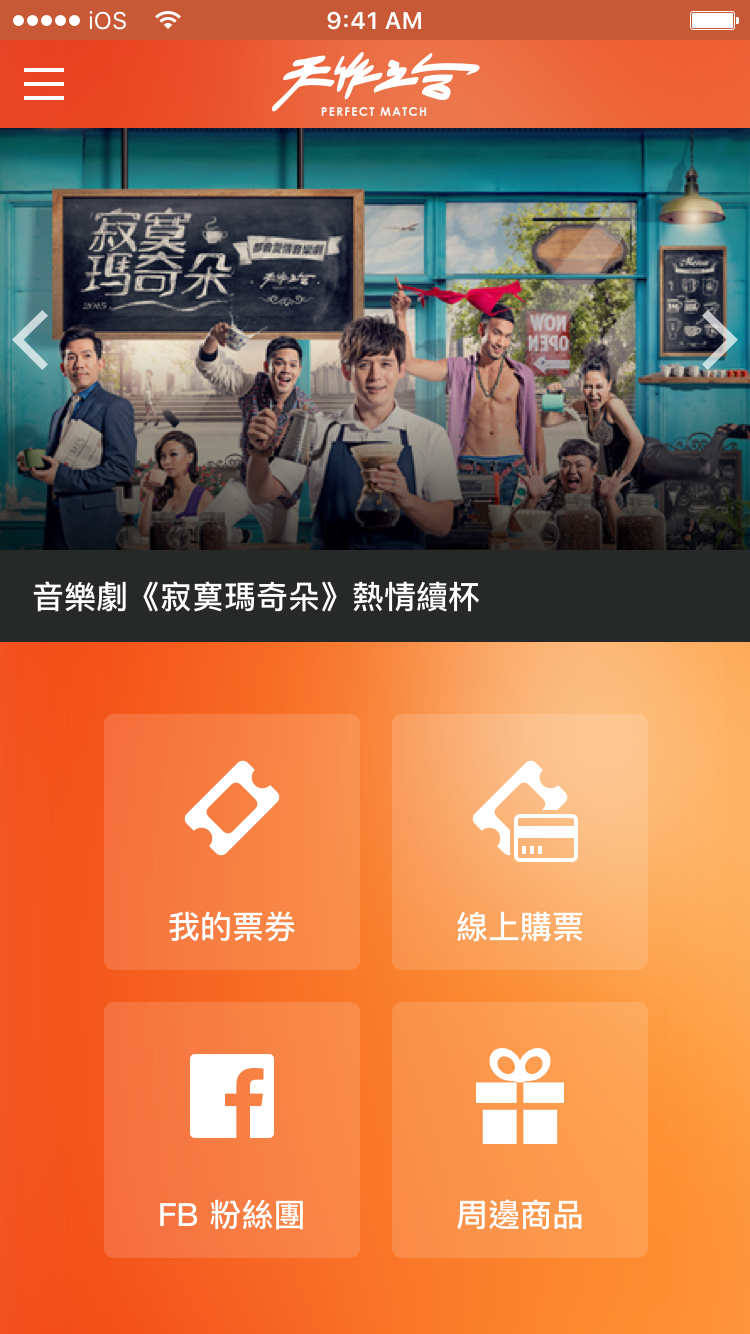 iOS 9:41 AM
天作之合
PERFECT MATCH
寂寞
瑪奇朵
都會愛情音樂劇
天作之合
2015
Menu
NOW
OPEN
音樂劇《寂寞瑪奇朵》熱情續杯
我的票券
線上購票
FB 粉絲團
周邊商品